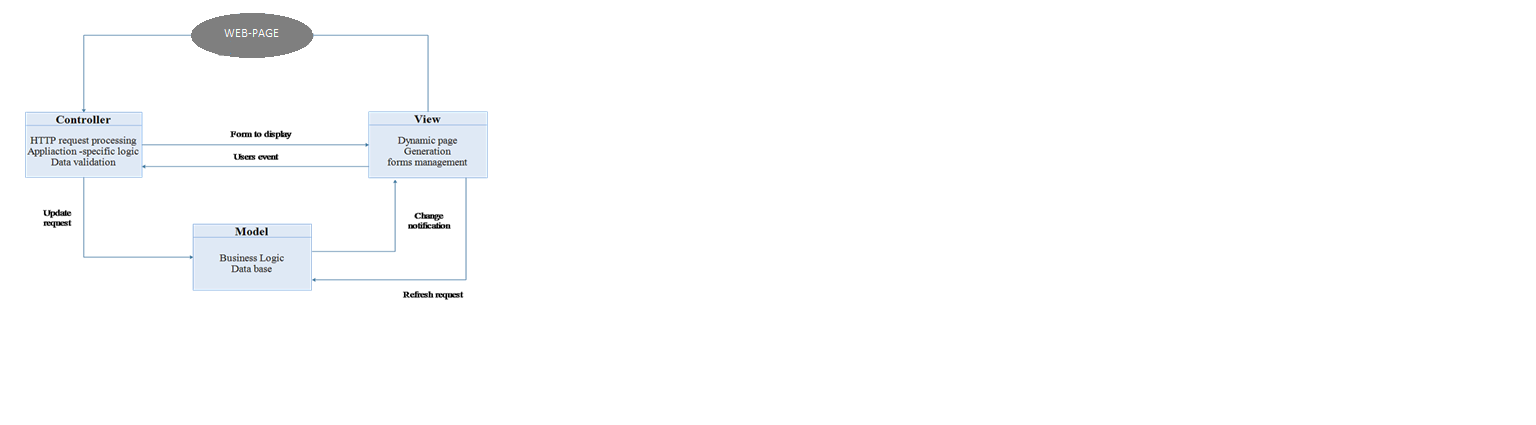 WEB-PAGE
Controller
HTTP request processing
Appliaction -specific logic
Data validation
Form to display
Users event
View
Dynamic page
Generation
forms management
Update
request
Change
notification
Model
Business Logic
Data base
Refresh request